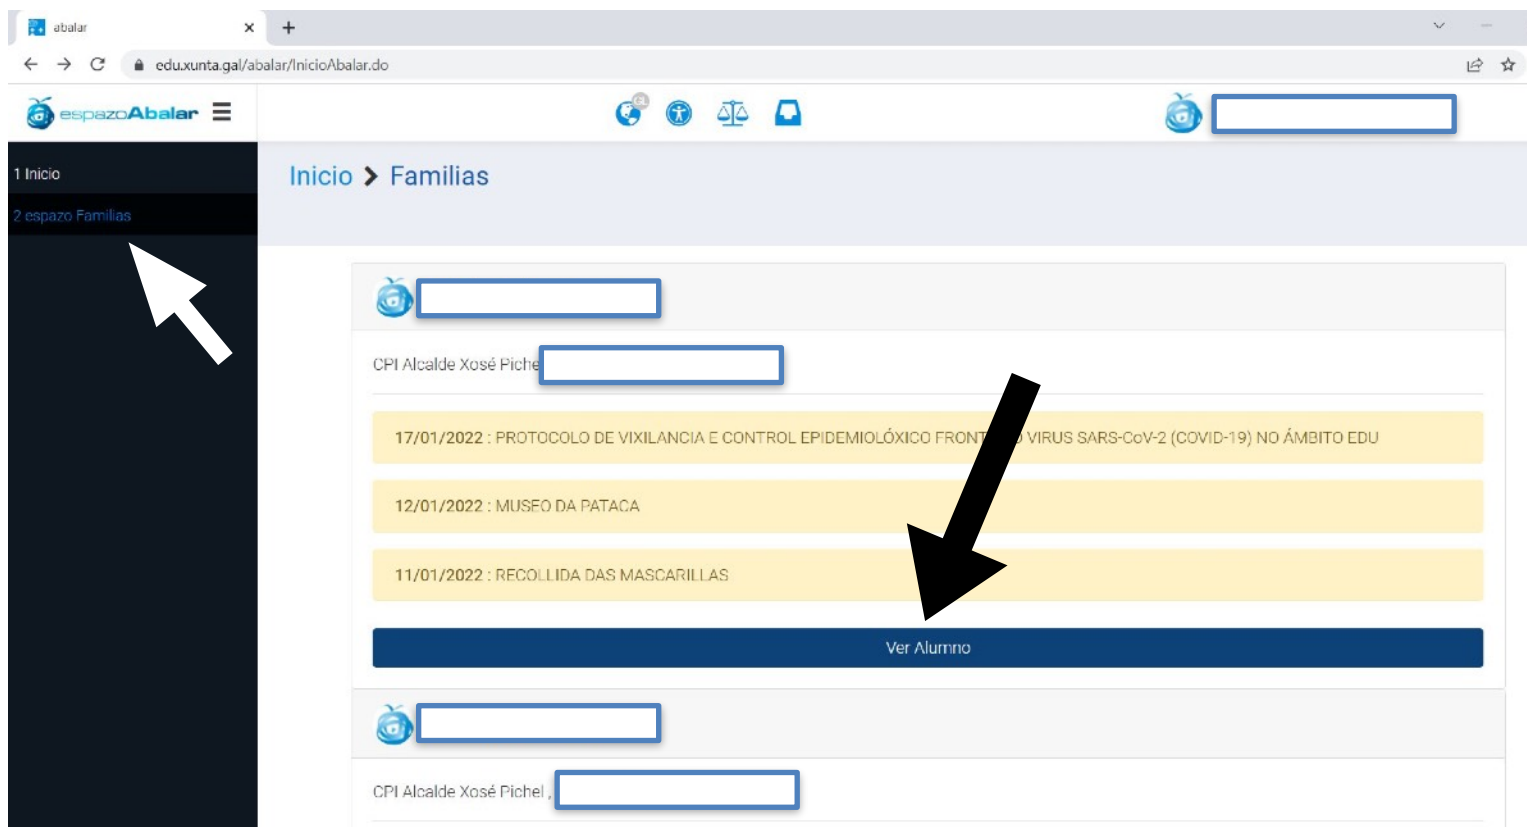 abalar
edu.xunta.gal/abalar/InicioAbalar.do
espazoAbalar
GL
1 Inicio
2 espazo Familias
Inicio > Familias
CPI Alcalde Xosé Piche
17/01/2022 : PROTOCOLO DE VIXILANCIA E CONTROL EPIDEMIOLÓXICO FRONT O VIRUS SARS-CoV-2 (COVID-19) NO ÁMBITO EDU
12/01/2022 : MUSEO DA PATACA
11/01/2022 : RECOLLIDA DAS MASCARILLAS
Ver Alumno
CPI Alcalde Xosé Pichel ,